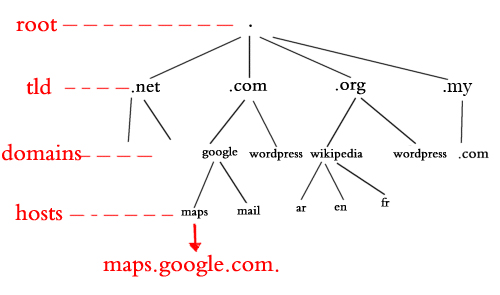 root .
tld .net .com .org .my
domains google wordpress wikipedia wordpress .com
hosts maps mail ar en fr
maps.google.com.